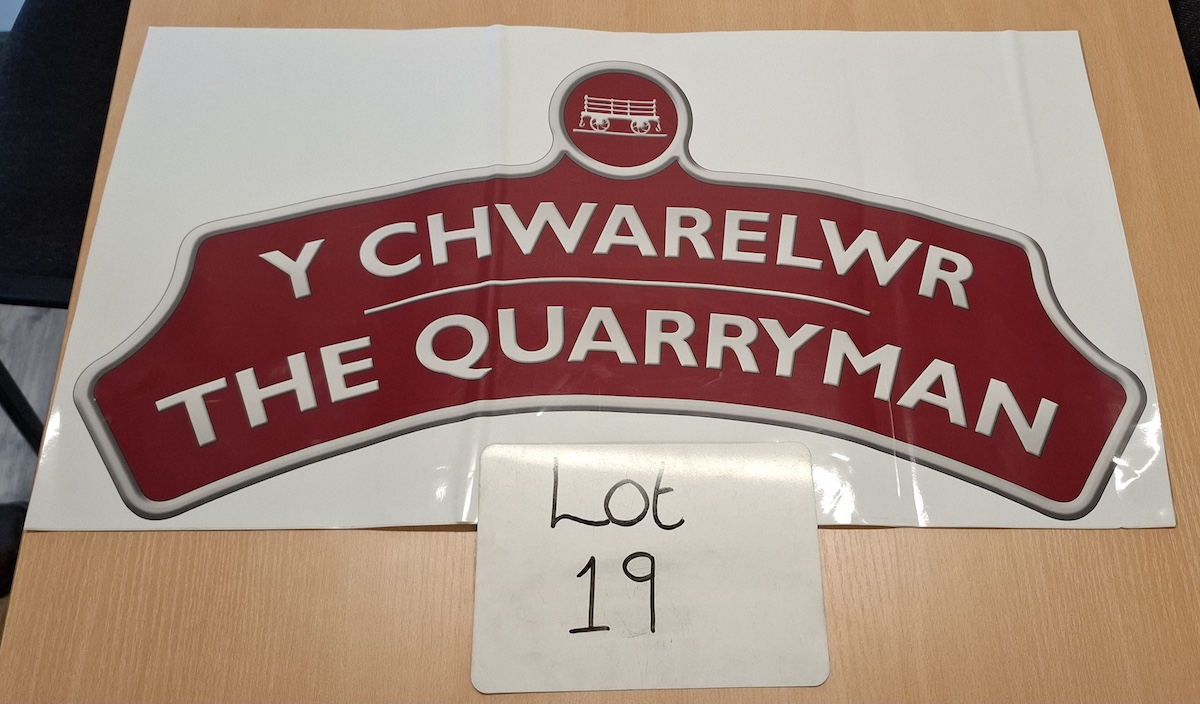 Y CHWARELWR
THE QUARRYMAN
Lot
19